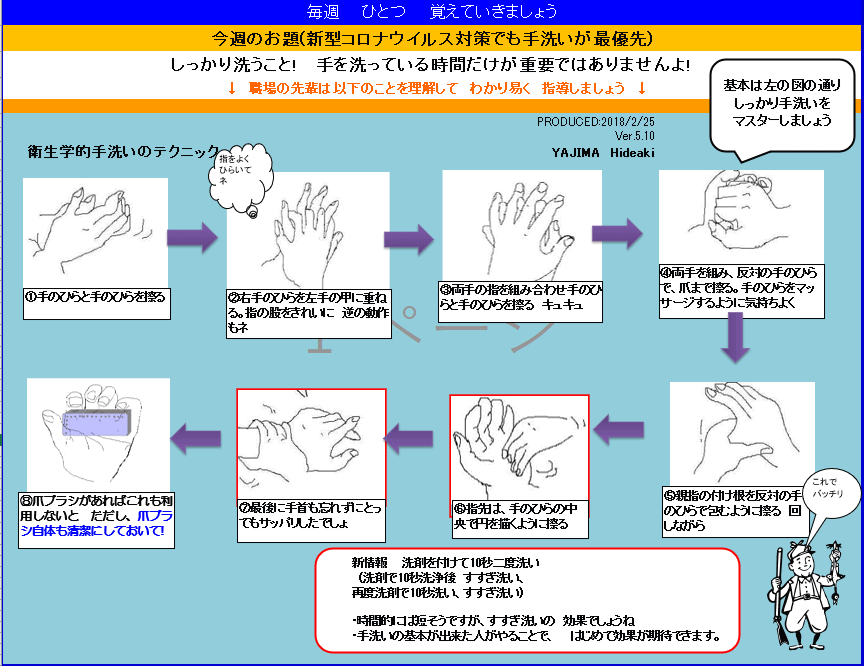 毎週　ひとつ　覚えていきましょう
今週のお題(新型コロナウイルス対策でも手洗いが最優先)
しっかり洗うこと!　手を洗っている時間だけが重要ではありませんよ!
↓　職場の先輩は以下のことを理解して　わかり易く　指導しましょう　↓
基本は左の図の通り
しっかり手洗いを
マスターしましょう
PRODUCED:2018/2/25
Ver.5.10
YAJIMA　Hideaki
衛生学的手洗いのテクニック
指をよく
ひらいて
ネ
①手のひらと手のひらを擦る
②右手のひらを左手の甲に重ね
る。指の股をきれいに　逆の動作
もネ
③両手の指を組み合わせ手のひ
らと手のひらを擦る　キュキュ
④両手を組み、反対の手のひら
で、爪まで擦る。手のひらをマッ
サージするように気持ちよく
ページ
⑤親指の付け根を反対の手
のひらで包むように擦る　回
しながら
⑥指先は、手のひらの中
央で円を描くように擦る
⑦最後に手首も忘れずにとっ
てもサッパリしたでしょ
⑧爪ブラシがあればこれも利
用しないと　ただし、爪ブラ
シ自体も清潔にしておいて!
これで
バッチリ
新情報　洗剤を付けて10秒二度洗い
（洗剤で10秒洗浄後　すすぎ洗い、
再度洗剤で10秒洗い、すすぎ洗い）
・時間的には短そうですが、すすぎ洗いの　効果でしょうね
・手洗いの基本が出来た人がやることで、　はじめて効果が期待できます。